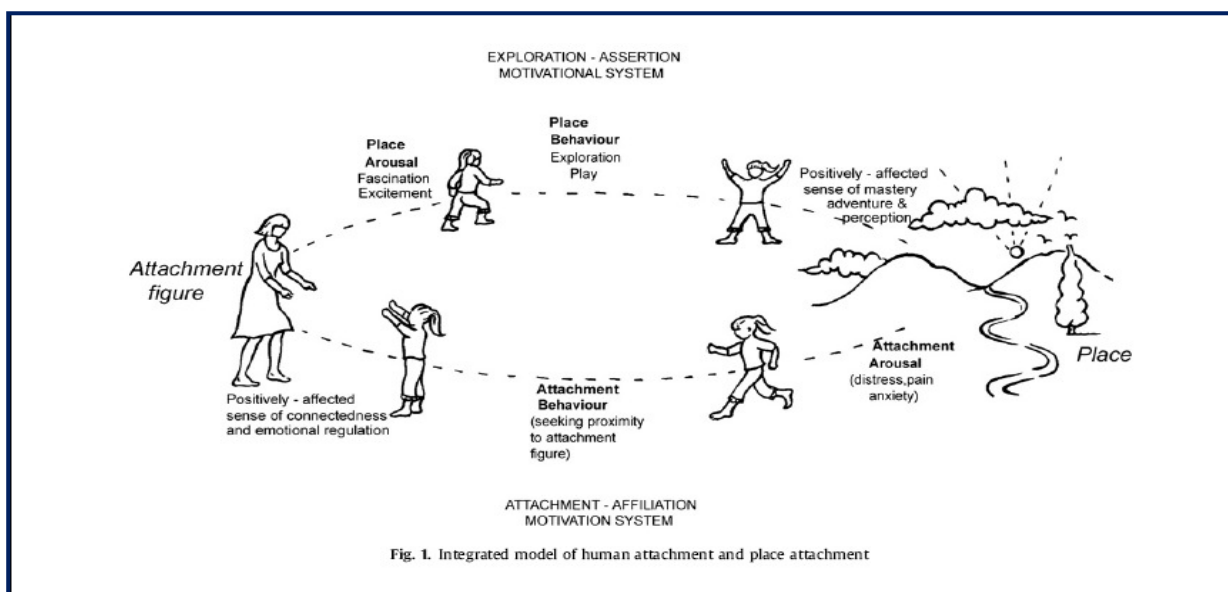 EXPLORATION - ASSERTION
MOTIVATIONAL SYSTEM
Place
Behaviour
Exploration
Play
Place
Arousal
Fascination
Excitement
Positively - affected
sense of mastery
adventure &
perception
Attachment
figure
Attachment
Arousal
(distress,pain
anxiety)
Place
Positively - affected
sense of connectedness
and emotional regulation
Attachment
Behaviour
(seeking proximity
to attachment
figure)
ATTACHMENT - AFFILIATION
MOTIVATION SYSTEM
Fig. 1. Integrated model of human attachment and place attachment